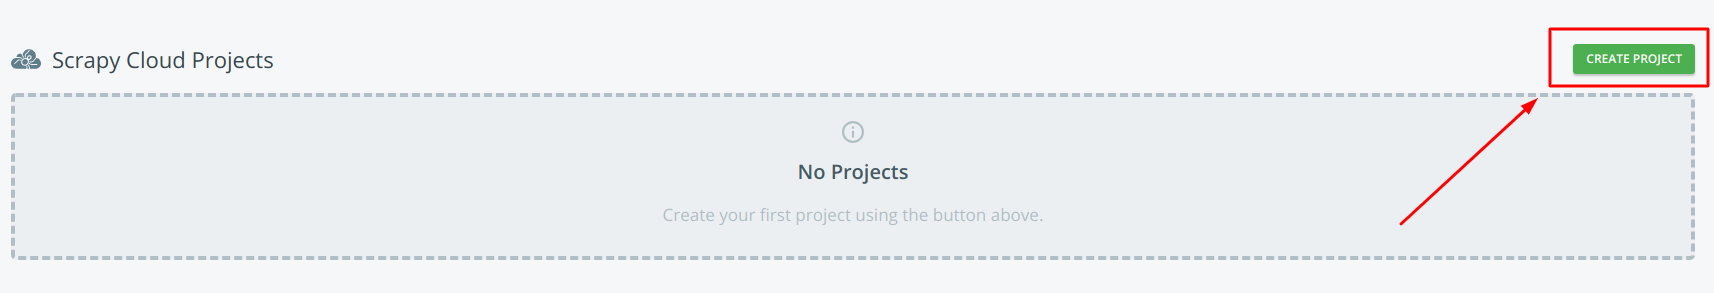 Scrapy Cloud Projects
CREATE PROJECT
No Projects
Create your first project using the button above.